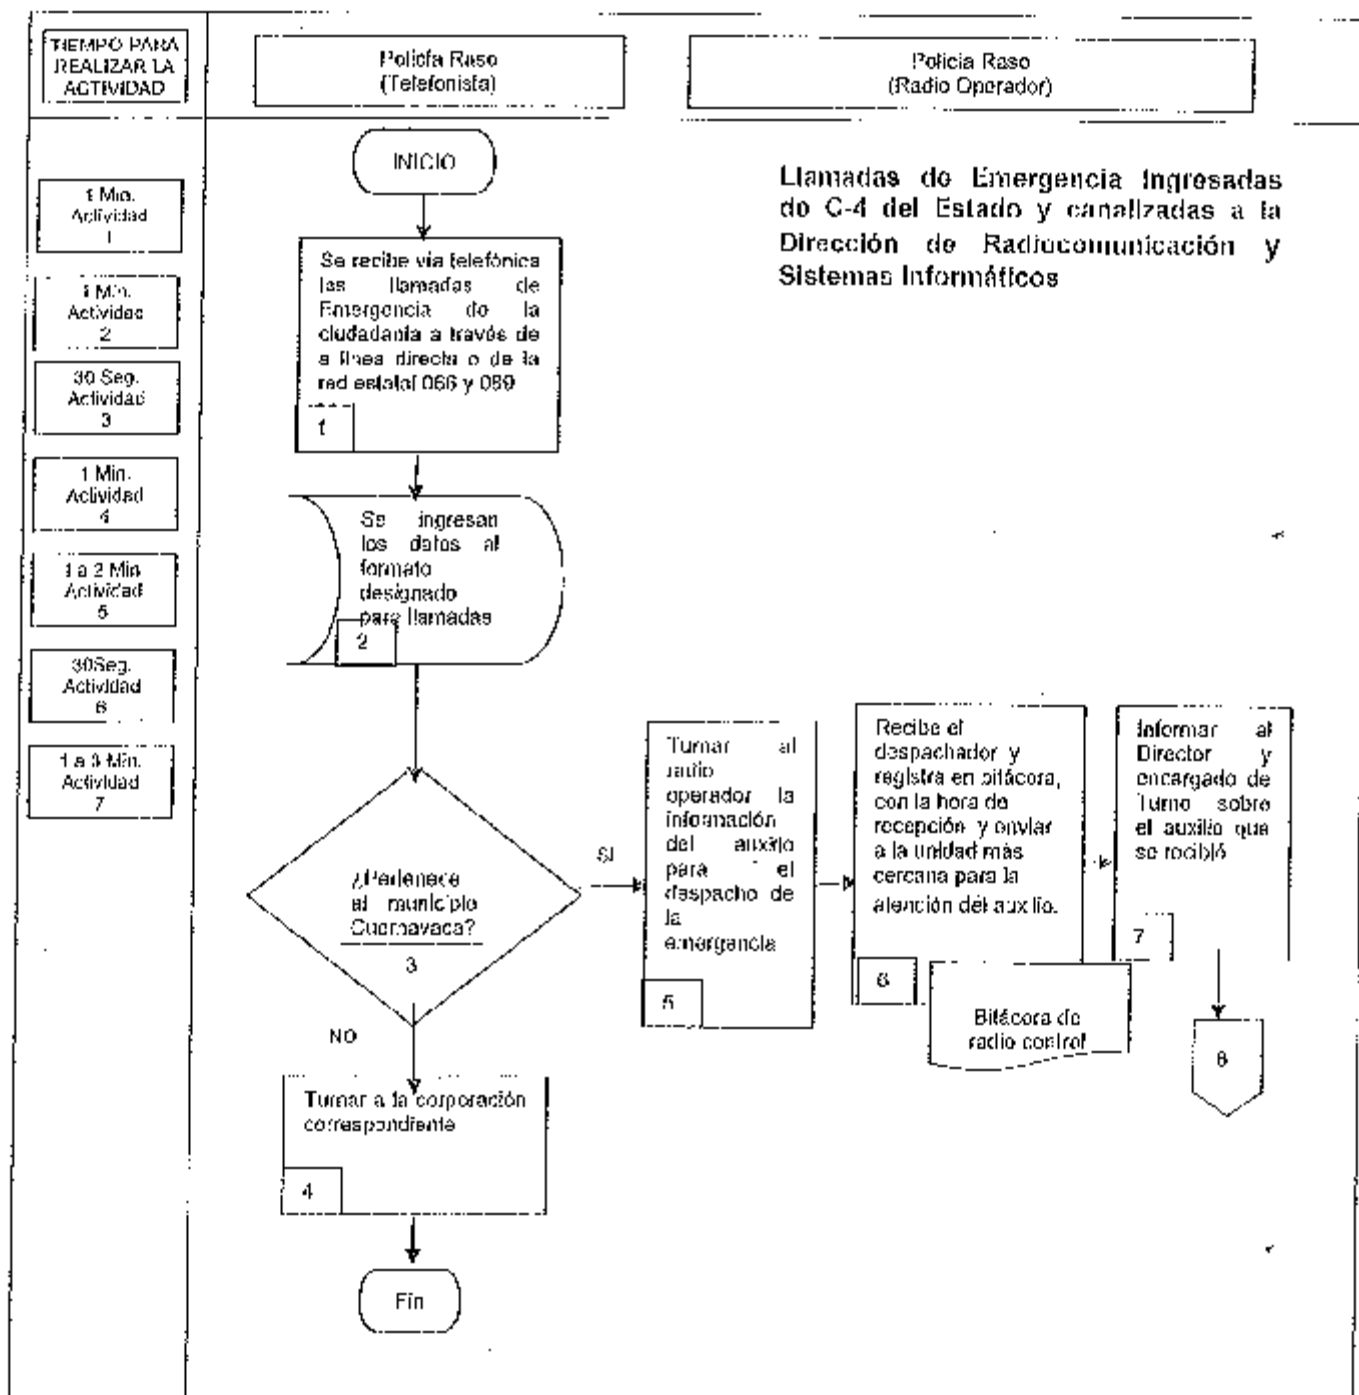 TIEMPO PARA
REALIZAR LA
ACTIVIDAD
Policía Raso
(Telefonista)
Policía Raso
(Radio Operador)
INICIO
Llamadas de Emergencia Ingresadas
de C-4 del Estado y canalizadas a la
Dirección de Radiocomunicación y
Sistemas Informáticos
1 Min.
Actividad
1
1 Min.
Actividad
2
30 Seg.
Actividad
3
1 Min.
Actividad
4
1 a 2 Min
Actividad
5
30Seg.
Actividad
6
1 a 3 Min.
Actividad
7
Se recibe vía telefónica
las llamadas de
Emergencia de la
ciudadanía a través de
a línea directa o de la
red estatal 066 y 089
1
Se ingresan
los datos al
formato
designado
para llamadas
2
¿Pertenece
al municipio
Cuernavaca?
3
SI
NO
Turnar a la corporación
correspondiente
4
Fin
Turnar al
radio
operador la
información
del auxilio
para el
despacho de
la
emergencia
5
Recibe el
despachador y
registra en bitácora,
con la hora de
recepción y enviar
a la unidad más
cercana para la
atención del auxilio.
6
Bitácora de
radio control
Informar al
Director y
encargado de
Turno sobre
el auxilio que
se recibió
7
8